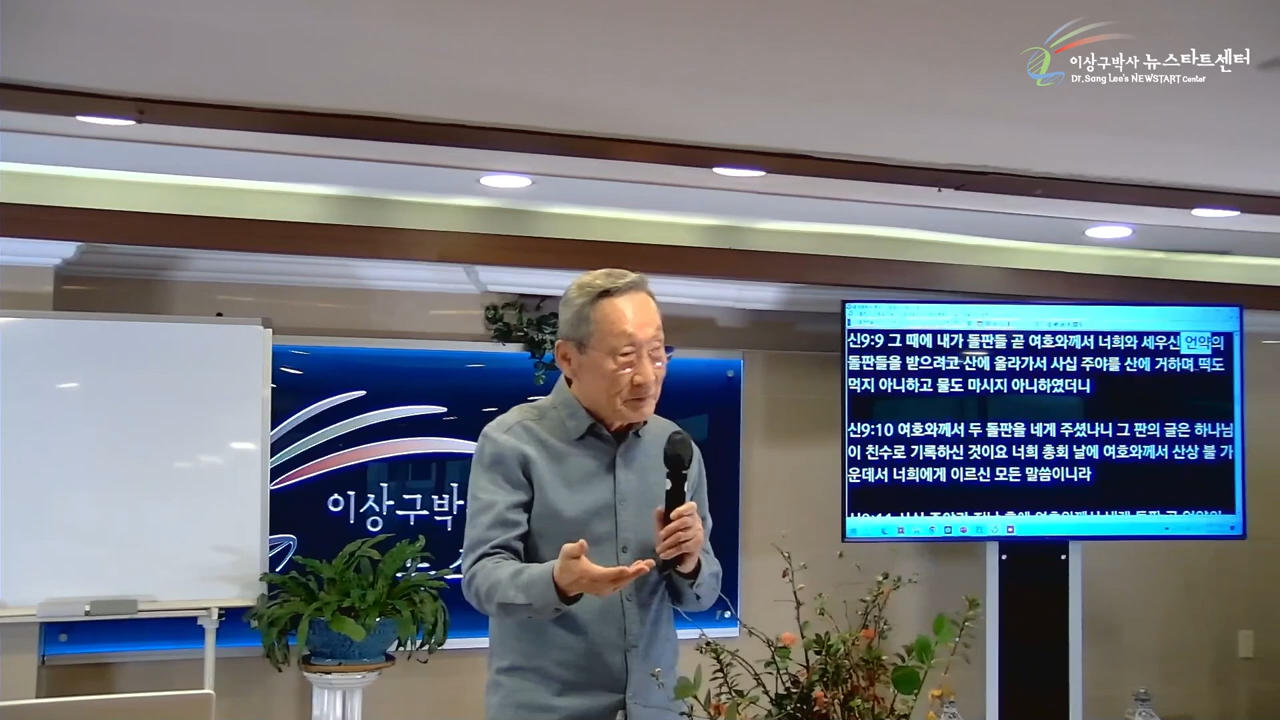 이상구박사 뉴스타트센터
Dr. Sang Lee's NEWSTART Center
이상구박
신9:9 그 때에 내가 돌판들 곧 여호와께서 너희와 세우신 언약의
돌판들을 받으려고 산에 올라가서 사십 주야를 산에 거하며 떡도
먹지 아니하고 물도 마시지 아니하였더니
신9:10 여호와께서 두 돌판을 네게 주셨나니 그 판의 글은 하나님
이 친수로 기록하신 것이요 너희 총회 날에 여호와께서 산상 불 가
운데서 너희에게 이르신 모든 말씀이니라